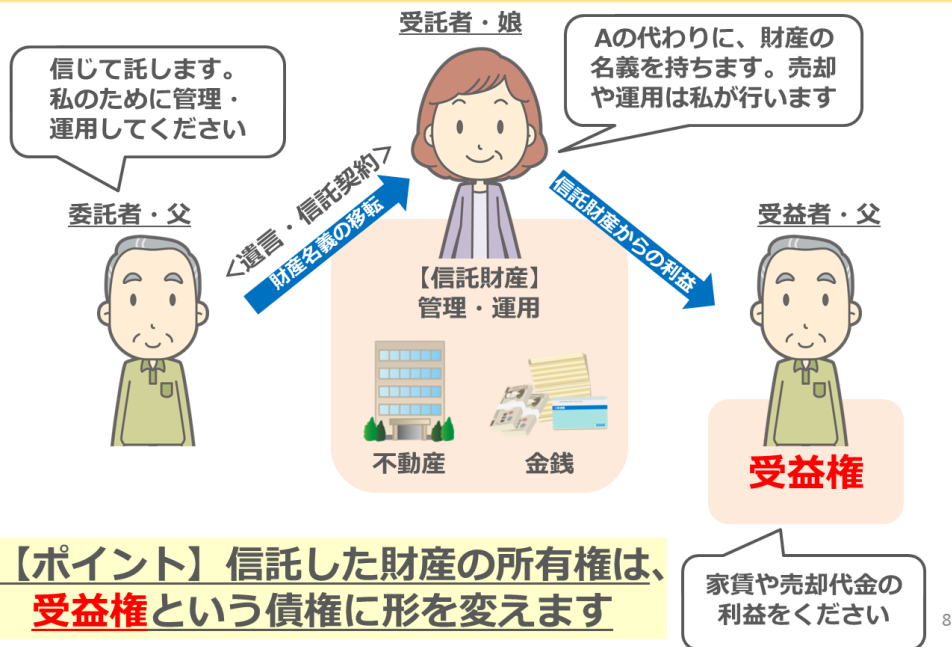 受託者・娘
信じて託します。
私のために管理・
運用してください
Aの代わりに、財産の
名義を持ちます。売却
や運用は私が行います
委託者・父
<遺言・信託契約>
財産名義の移転
信託財産からの利益
受益者・父
【信託財産】
管理・運用
不動産
金銭
受益権
【ポイント】信託した財産の所有権は、
受益権という債権に形を変えます
家賃や売却代金の
利益をください
8